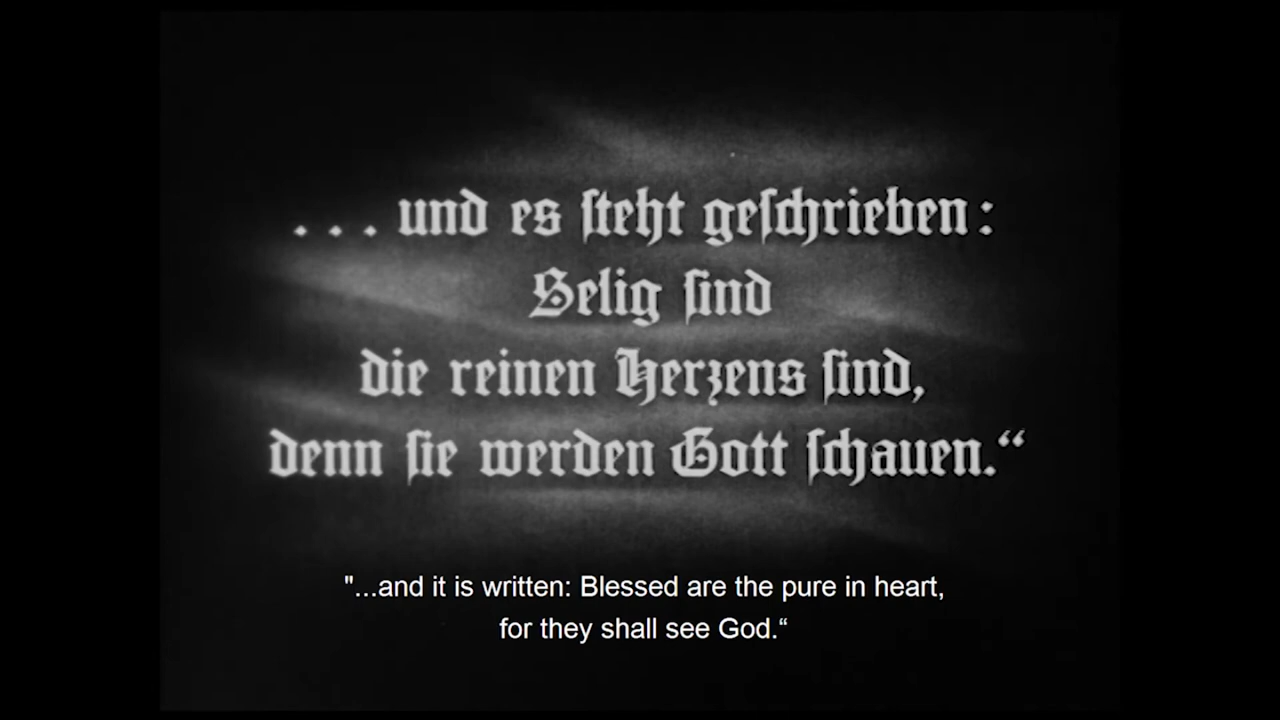 . . . und es ſteht geſchrieben:
Selig ſind
die reinen Herzens ſind,
denn ſie werden Gott ſchauen.“
"...and it is written: Blessed are the pure in heart,
for they shall see God.“